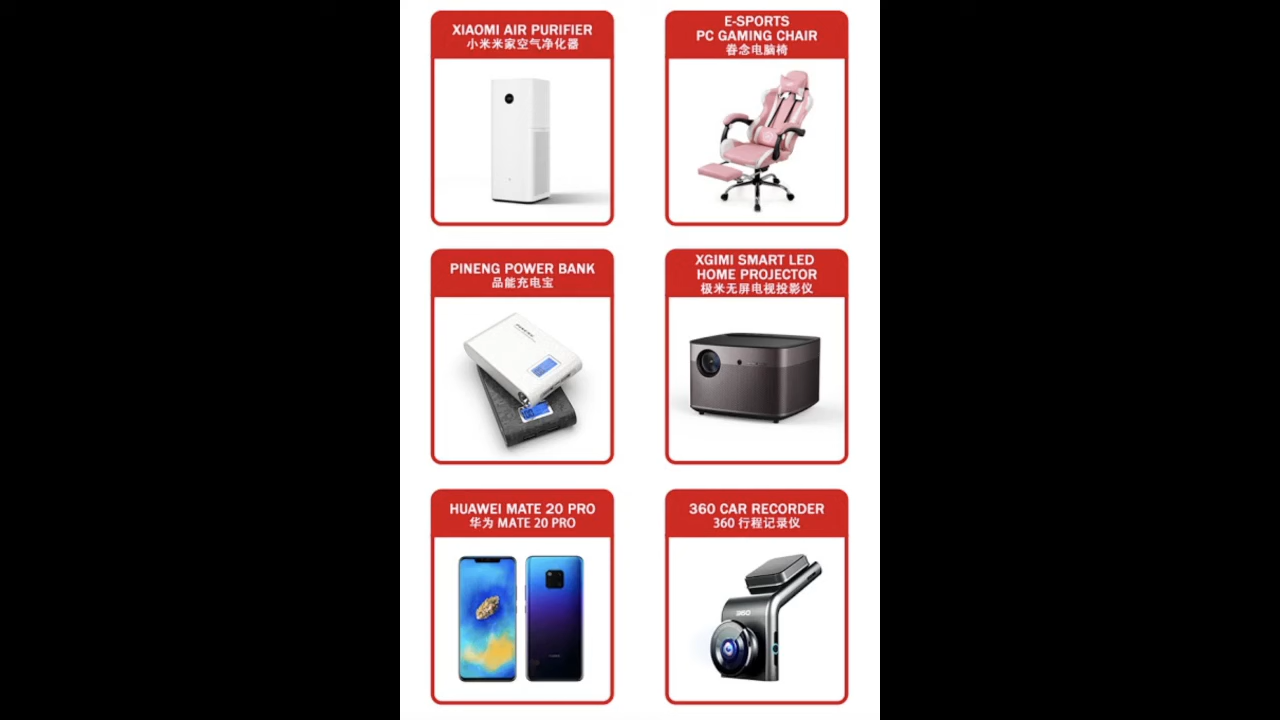 XIAOMI AIR PURIFIER
小米米家空气净化器
E-SPORTS
PC GAMING CHAIR
眷念电脑椅
PINENG POWER BANK
品能充电宝
XGIMI SMART LED
HOME PROJECTOR
极米无屏电视投影仪
HUAWEI MATE 20 PRO
华为 MATE 20 PRO
360 CAR RECORDER
360 行程记录仪
360